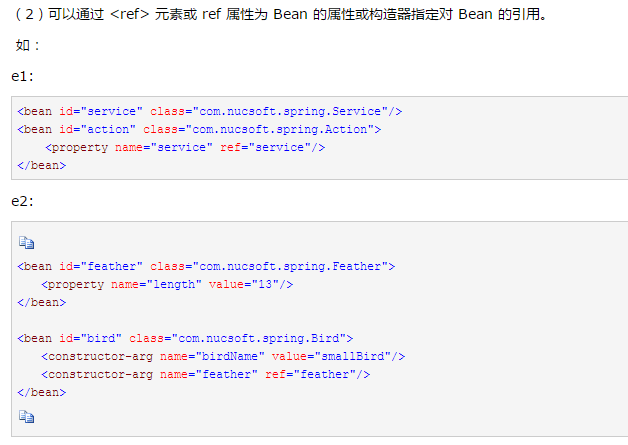 （2）可以通过 <ref> 元素或 ref 属性为 Bean 的属性或构造器指定对 Bean 的引用。
如：
e1:
<bean id="service" class="com.nucsoft.spring.Service"/>
<bean id="action" class="com.nucsoft.spring.Action">
    <property name="service" ref="service"/>
</bean>
e2:
<bean id="feather" class="com.nucsoft.spring.Feather">
    <property name="length" value="13"/>
</bean>
<bean id="bird" class="com.nucsoft.spring.Bird">
    <constructor-arg name="birdName" value="smallBird"/>
    <constructor-arg name="feather" ref="feather"/>
</bean>